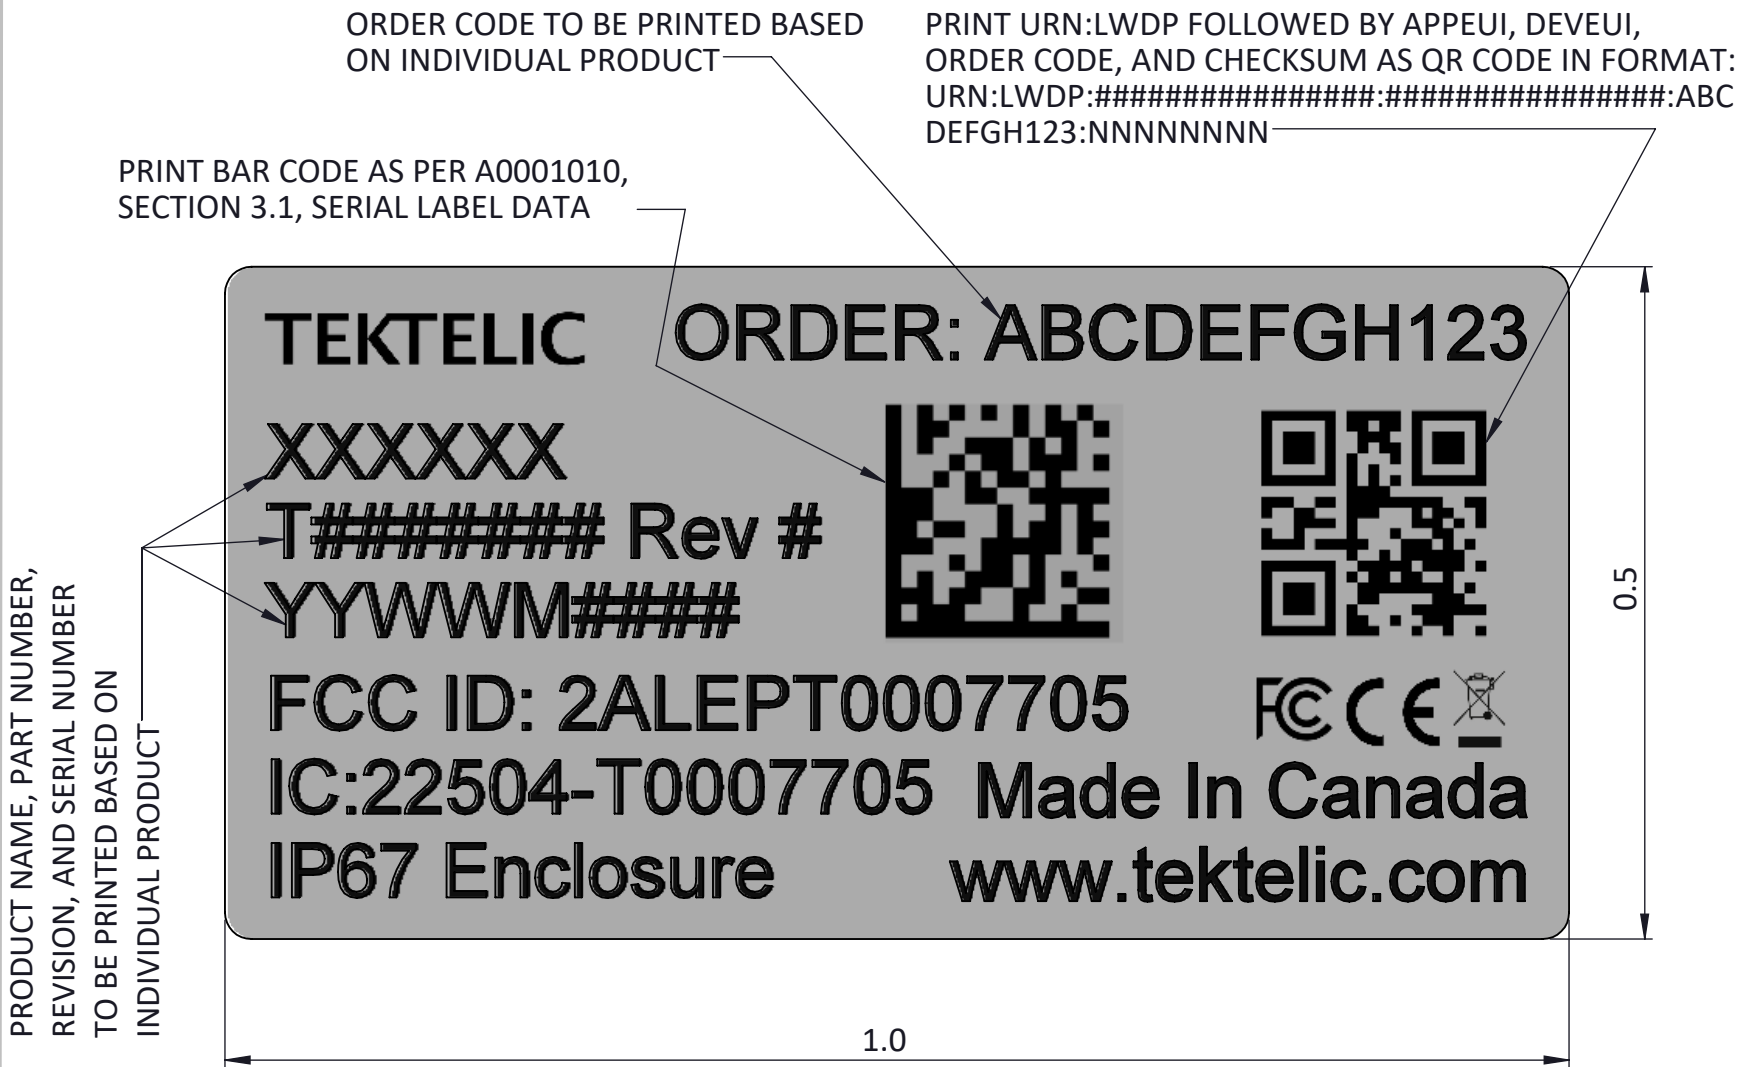 ORDER CODE TO BE PRINTED BASED
ON INDIVIDUAL PRODUCT
PRINT URN:LWDP FOLLOWED BY APPEUI, DEVEUI,
ORDER CODE, AND CHECKSUM AS QR CODE IN FORMAT:
URN:LWDP:################:################:ABC
DEFGH123:NNNNNNNN
PRINT BAR CODE AS PER A0001010,
SECTION 3.1, SERIAL LABEL DATA
TEKTELIC
ORDER: ABCDEFGH123
XXXXXX
T######## Rev #
YYWWM####
FCC ID: 2ALEPT0007705
FC CE
IC:22504-T0007705
Made In Canada
IP67 Enclosure
www.tektelic.com
PRODUCT NAME, PART NUMBER,
REVISION, AND SERIAL NUMBER
TO BE PRINTED BASED ON
INDIVIDUAL PRODUCT
0.5
1.0